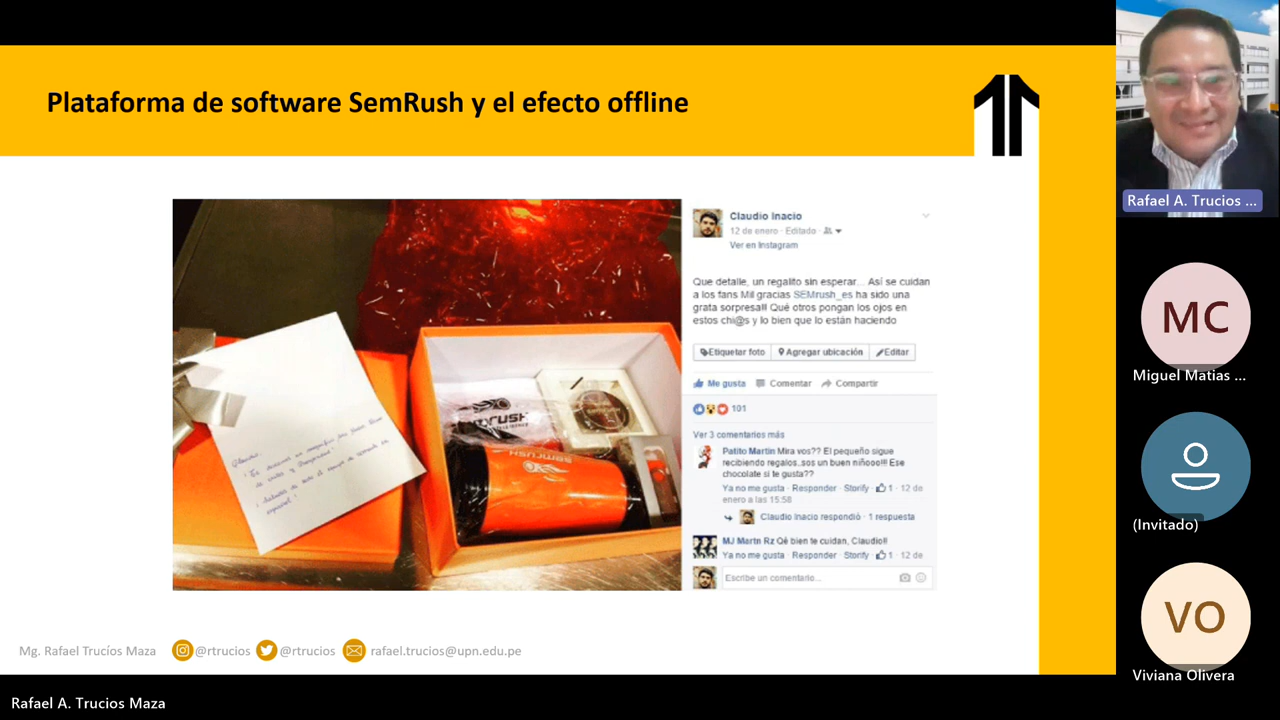 Plataforma de software SemRush y el efecto offline
Claudio Inacio
12 de enero · Editado ·
Ver en Instagram
Que detalle, un regalito sin esperar... Así se cuidan
a los fans Mil gracias SEMrush_es ha sido una
grata sorpresa!!! Qué otros pongan los ojos en
estos chi@s y lo bien que lo están haciendo
Etiquetar foto Agregar ubicación Editar
Me gusta Comentar Compartir
101
Ver 3 comentarios más
Patito Martin Mira vos?? El pequeño sigue
recibiendo regalos..sos un buen niñooo!!! Ese
chocolate si le gusta??
Ya no me gusta · Responder · Storify · 1 · 12 de
enero a las 15:58
Claudio Inacio respondió · 1 respuesta
MJ Martn Rz Qè bien te cuidan, Claudio!!
Ya no me gusta · Responder · Storify · 1 · 12 de
Escribe un comentario...
SEMRUSH
Mg. Rafael Trucíos Maza @rtrucios @rtrucios rafael.trucios@upn.edu.pe
Rafael A. Trucios ...
MC
Miguel Matias ...
(Invitado)
VO
Viviana Olivera
Rafael A. Trucios Maza